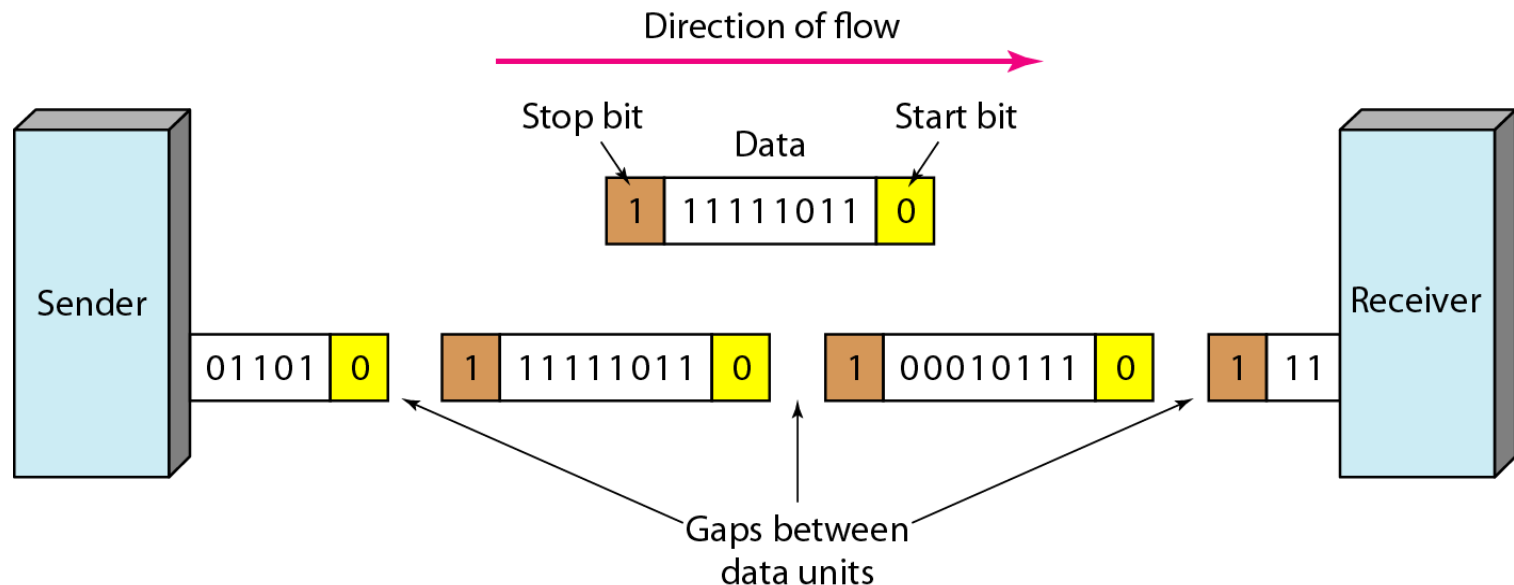 Direction of flow
Stop bit
Start bit
Data
1 11111011 0
Sender
Receiver
01101 0
1 11111011 0
1 00010111 0
1 11
Gaps between
data units